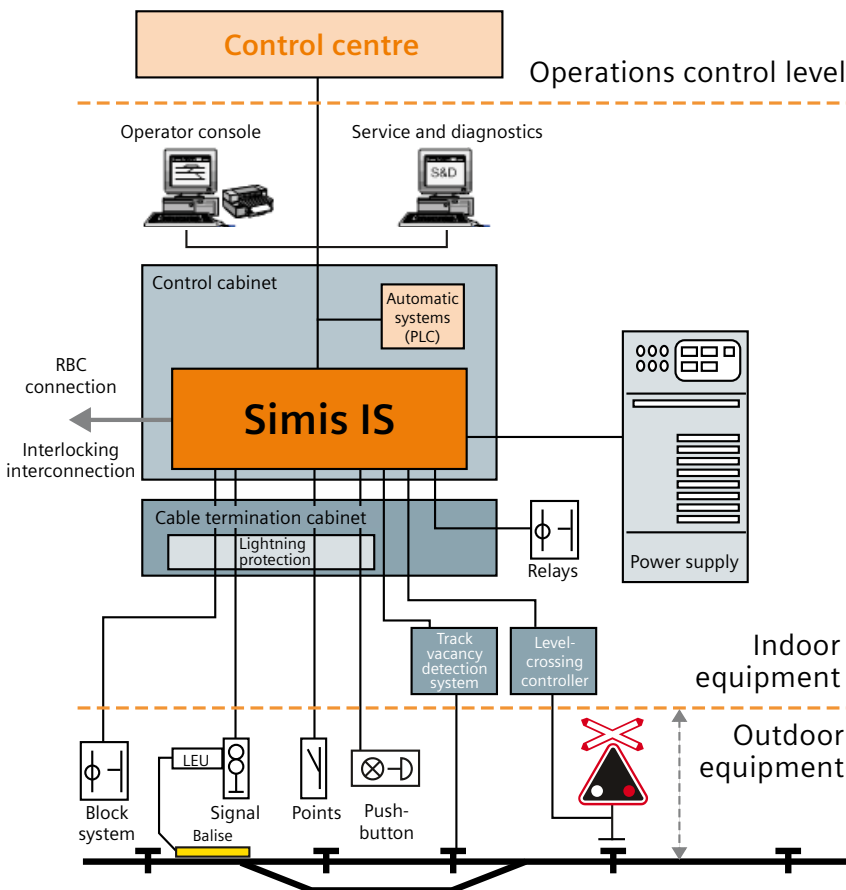 Control centre
Operations control level
Operator console
Service and diagnostics
S&D
Control cabinet
Automatic
systems
(PLC)
RBC
connection
Simis IS
Interlocking
interconnection
Cable termination cabinet
Lightning
protection
Relays
Power supply
Track
vacancy
detection
system
Level-
crossing
controller
Indoor
equipment
Outdoor
equipment
LEU
Block
system
Signal
Points
Push-
button
Balise